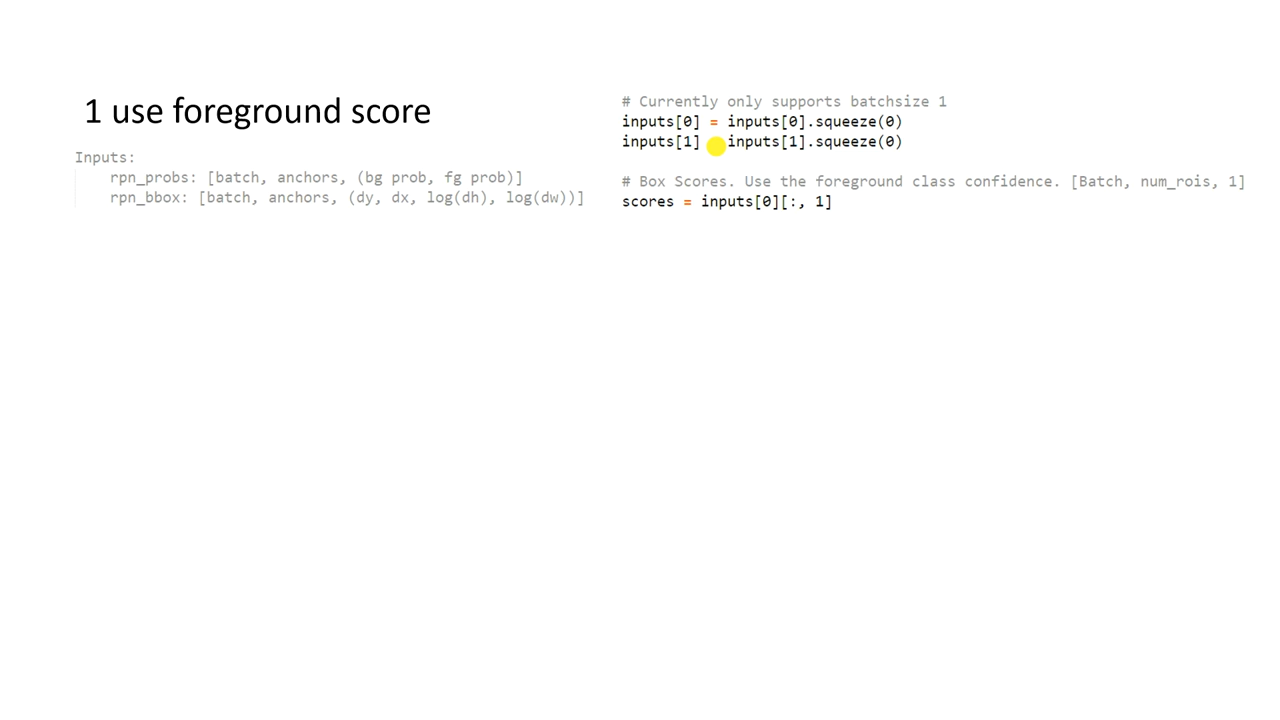 1 use foreground score
Inputs:
rpn_probs: [batch, anchors, (bg prob, fg prob)]
rpn_bbox: [batch, anchors, (dy, dx, log(dh), log(dw))]
# Currently only supports batchsize 1
inputs[0] = inputs[0].squeeze(0)
inputs[1] inputs[1].squeeze(0)
# Box Scores. Use the foreground class confidence. [Batch, num_rois, 1]
scores = inputs[0][:, 1]